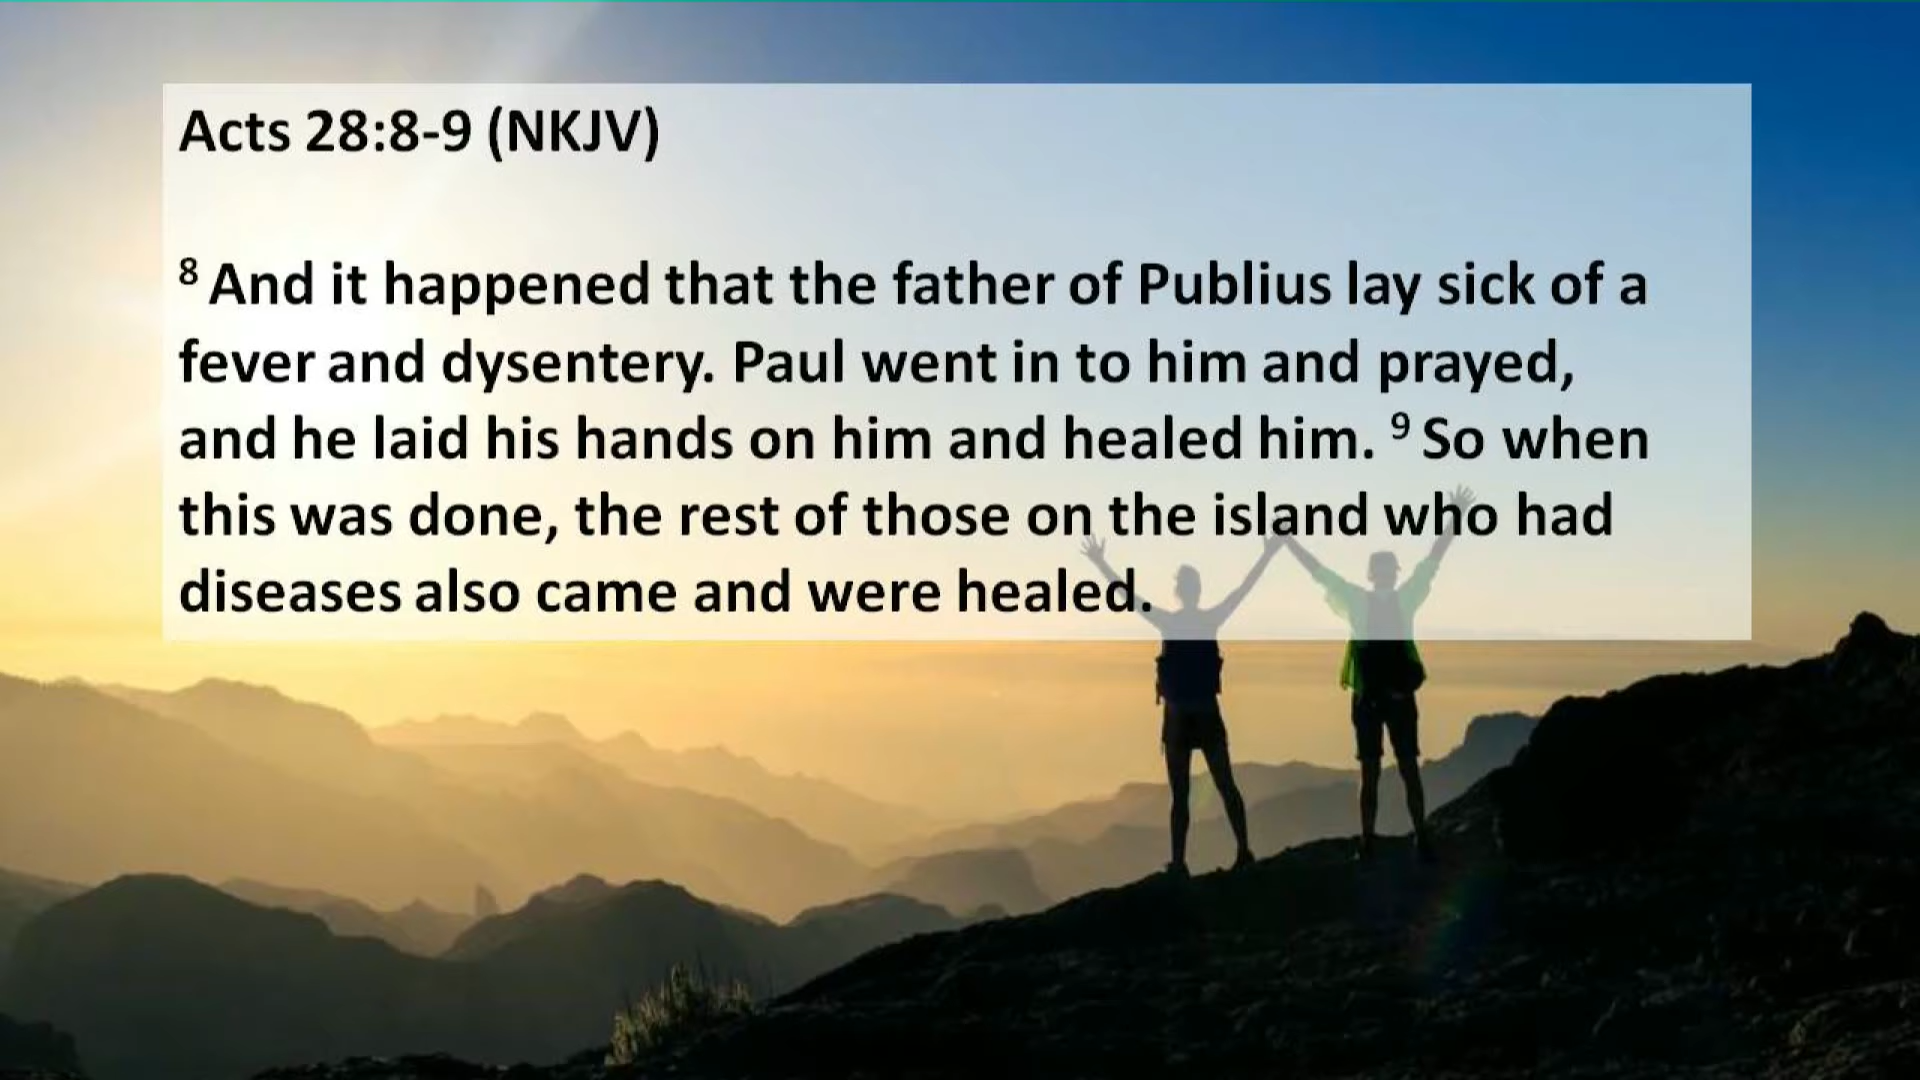 Acts 28:8-9 (NKJV)
8 And it happened that the father of Publius lay sick of a
fever and dysentery. Paul went in to him and prayed,
and he laid his hands on him and healed him. 9 So when
this was done, the rest of those on the island who had
diseases also came and were healed.